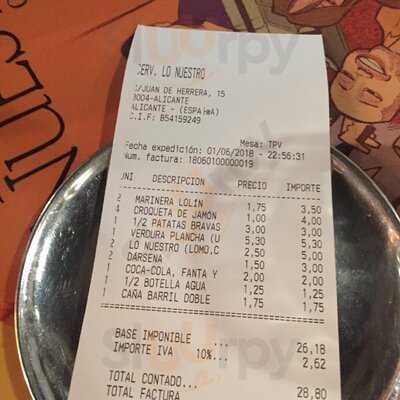 CERV. LO NUESTRO
C/JUAN DE HERRERA, 15
03004-ALICANTE
ALICANTE - (ESPAÑA)
C.I.F: B54159249
Mesa: TPV
Fecha expedición: 01/06/2018 - 22:56:31
Num. factura: 18060100000019
UNI DESCRIPCION PRECIO IMPORTE
2 MARINERA LOLIN 1,75 3,50
4 CROQUETA DE JAMÓN 1,00 4,00
1 1/2 PATATAS BRAVAS 3,00 3,00
1 VERDURA PLANCHA (U 5,30 5,30
2 LO NUESTRO (LOMO,C 2,50 5,00
2 DARSENA 1,50 3,00
1 COCA-COLA, FANTA Y 2,00 2,00
1 1/2 BOTELLA AGUA 1,25 1,25
1 CAÑA BARRIL DOBLE 1,75 1,75
BASE IMPONIBLE ... 26,18
IMPORTE IVA 10%... 2,62
TOTAL CONTADO...
TOTAL FACTURA 28,80